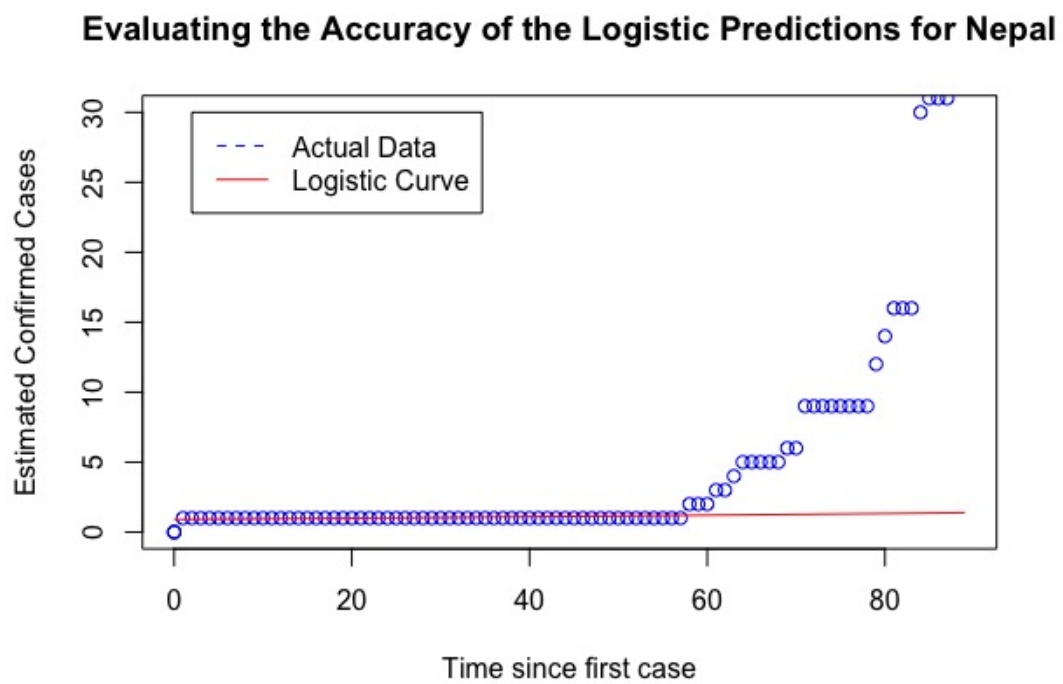 Evaluating the Accuracy of the Logistic Predictions for Nepal
Estimated Confirmed Cases
30
25
20
15
10
5
0
Actual Data
Logistic Curve
0 20 40 60 80
Time since first case